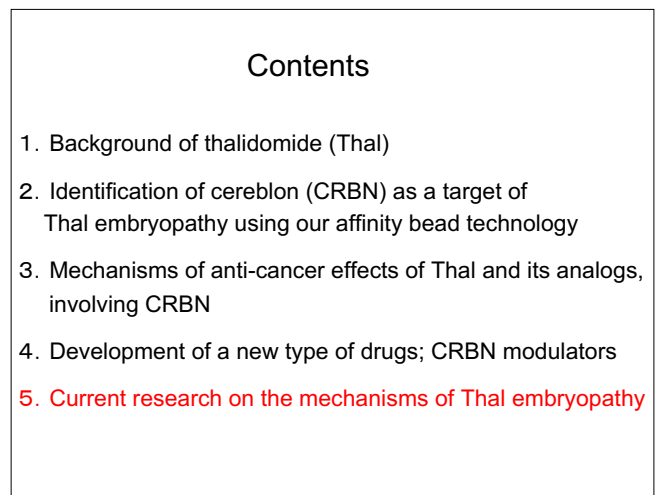 Contents
1. Background of thalidomide (Thal)
2. Identification of cereblon (CRBN) as a target of
Thal embryopathy using our affinity bead technology
3. Mechanisms of anti-cancer effects of Thal and its analogs,
involving CRBN
4. Development of a new type of drugs; CRBN modulators
5. Current research on the mechanisms of Thal embryopathy